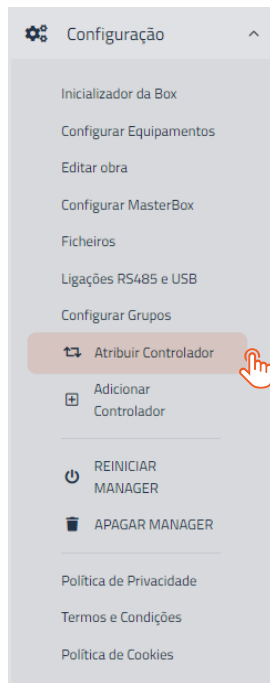 Configuração
Inicializador da Box
Configurar Equipamentos
Editar obra
Configurar MasterBox
Ficheiros
Ligações RS485 e USB
Configurar Grupos
Atribuir Controlador
Adicionar
Controlador
REINICIAR
MANAGER
APAGAR MANAGER
Política de Privacidade
Termos e Condições
Política de Cookies